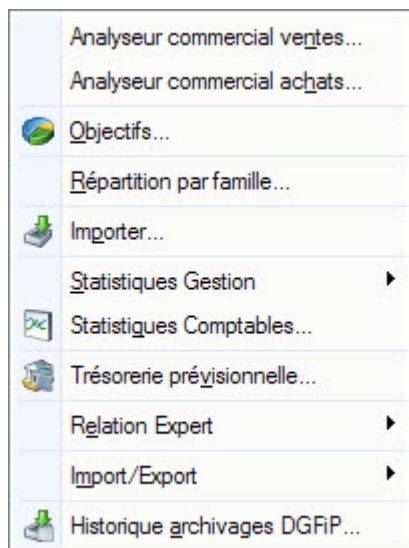 Analyseur commercial ventes...
Analyseur commercial achats...
Objectifs...
Répartition par famille...
Importer...
Statistiques Gestion
Statistiques Comptables...
Trésorerie prévisionnelle...
Relation Expert
Import/Export
Historique archivages DGFiP...